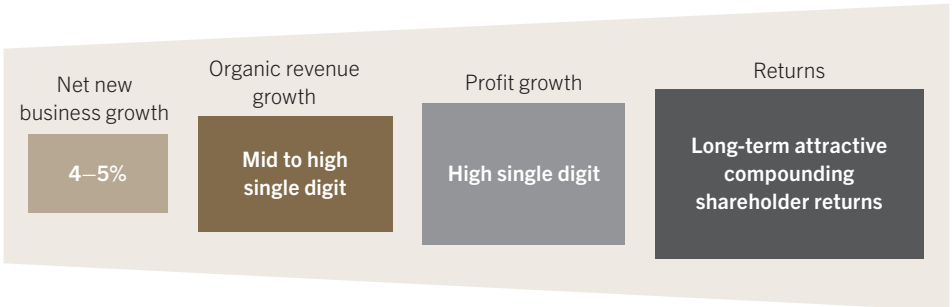 Net new
business growth
4–5%
Organic revenue
growth
Mid to high
single digit
Profit growth
High single digit
Returns
Long-term attractive
compounding
shareholder returns